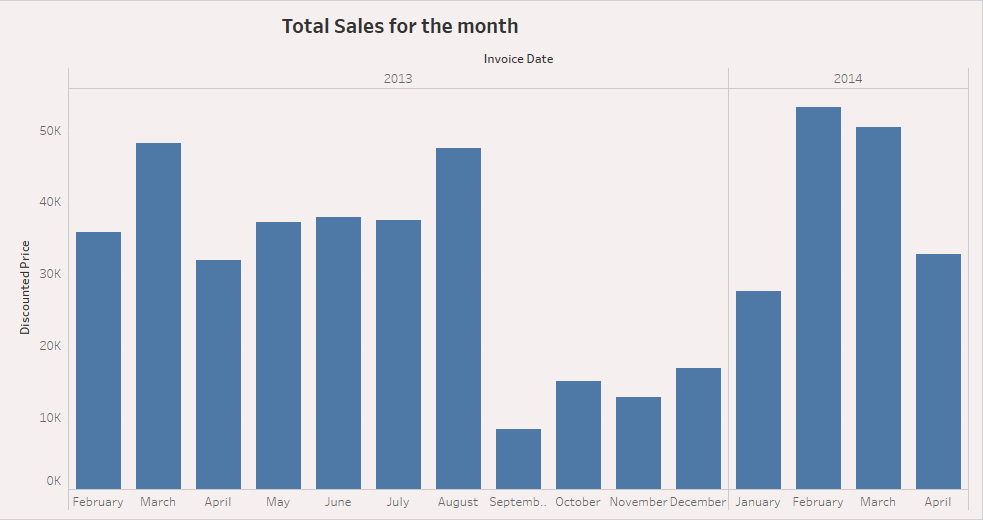 Total Sales for the month
Invoice Date
2013 2014
Discounted Price
50K
40K
30K
20K
10K
0K
February March April May June July August Septemb.. October November December January February March April